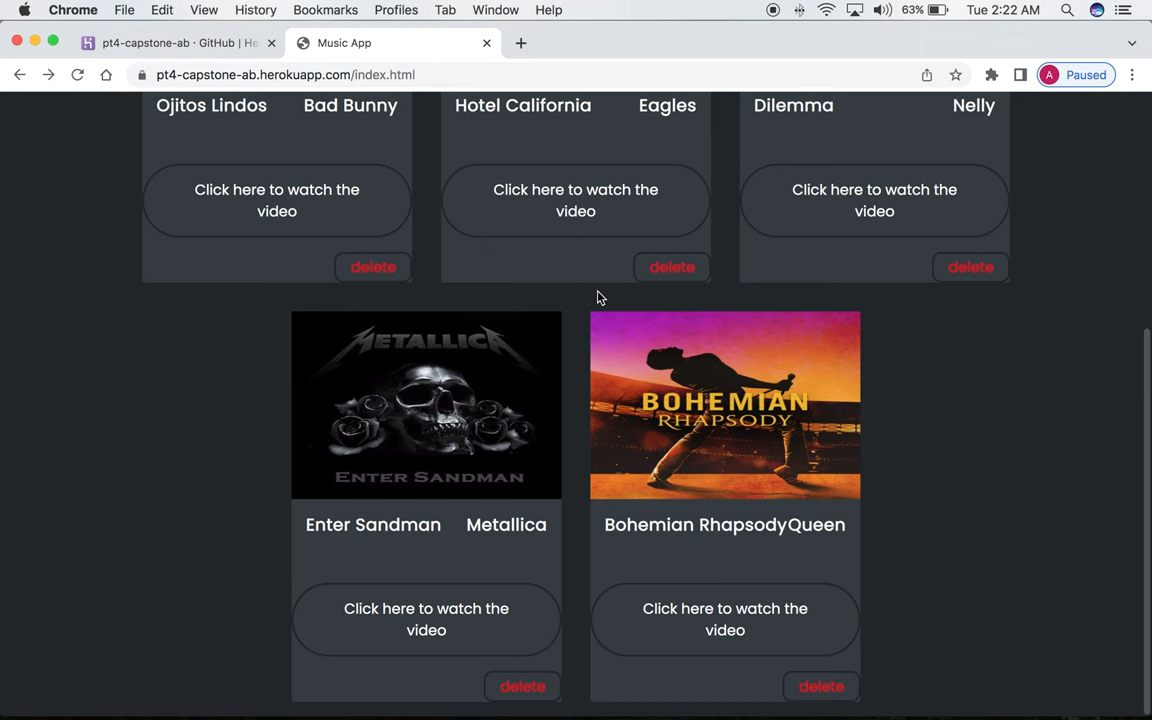 Chrome File Edit View History Bookmarks Profiles Tab Window Help 63% Tue 2:22 AM
pt4-capstone-ab · GitHub | He
Music App
pt4-capstone-ab.herokuapp.com/index.html
A Paused
Ojitos Lindos Bad Bunny
Hotel California Eagles
Dilemma Nelly
Click here to watch the
video
Click here to watch the
video
Click here to watch the
video
delete
delete
delete
METALLICA
ENTER SANDMAN
BOHEMIAN
RHAPSODY
Enter Sandman Metallica
Bohemian RhapsodyQueen
Click here to watch the
video
Click here to watch the
video
delete
delete